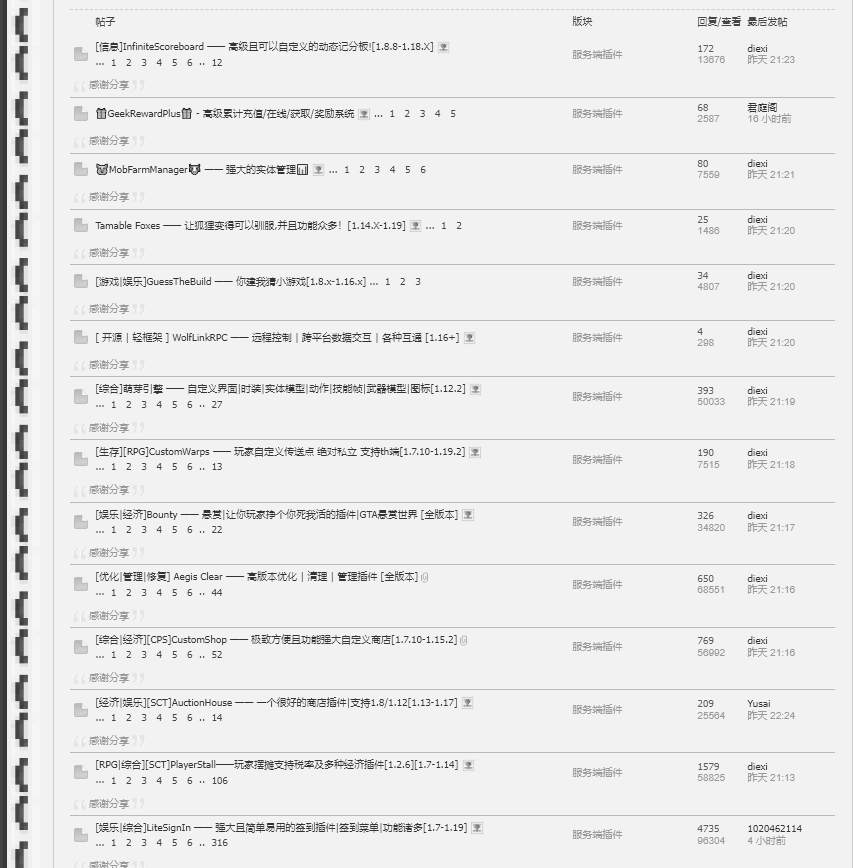 帖子 版块 回复/查看 最后发帖
[信息]InfiniteScoreboard —— 高级且可以自定义的动态记分板![1.8.8-1.18.X] 服务端插件 172 diexi
... 1 2 3 4 5 6 .. 12 13676 昨天 21:23
感谢分享
GeekRewardPlus - 高级累计充值/在线/获取/奖励系统 ... 1 2 3 4 5 服务端插件 68 君庭阁
2587 16 小时前
感谢分享
MobFarmManager —— 强大的实体管理 ... 1 2 3 4 5 6 服务端插件 80 diexi
7559 昨天 21:21
感谢分享
Tamable Foxes —— 让狐狸变得可以驯服,并且功能众多! [1.14.X-1.19] ... 1 2 服务端插件 25 diexi
1486 昨天 21:20
感谢分享
[游戏|娱乐]GuessTheBuild —— 你建我猜小游戏[1.8.x-1.16.x] ... 1 2 3 服务端插件 34 diexi
4807 昨天 21:20
感谢分享
[ 开源 | 轻框架 ] WolfLinkRPC —— 远程控制 | 跨平台数据交互 | 各种互通 [1.16+] 服务端插件 4 diexi
298 昨天 21:20
感谢分享
[综合]萌芽引擎 —— 自定义界面|时装|实体模型|动作|技能帧|武器模型|图标[1.12.2] 服务端插件 393 diexi
... 1 2 3 4 5 6 .. 27 50033 昨天 21:19
感谢分享
[生存][RPG]CustomWarps —— 玩家自定义传送点 绝对私立 支持th端[1.7.10-1.19.2] 服务端插件 190 diexi
... 1 2 3 4 5 6 .. 13 7515 昨天 21:18
感谢分享
[娱乐|经济]Bounty —— 悬赏|让你玩家挣个你死我活的插件|GTA悬赏世界 [全版本] 服务端插件 326 diexi
... 1 2 3 4 5 6 .. 22 34820 昨天 21:17
感谢分享
[优化|管理|修复] Aegis Clear —— 高版本优化 | 清理 | 管理插件 [全版本] 服务端插件 650 diexi
... 1 2 3 4 5 6 .. 44 68551 昨天 21:16
感谢分享
[综合|经济][CPS]CustomShop —— 极致方便且功能强大自定义商店[1.7.10-1.15.2] 服务端插件 769 diexi
... 1 2 3 4 5 6 .. 52 56992 昨天 21:16
感谢分享
[经济|娱乐][SCT]AuctionHouse —— 一个很好的商店插件|支持1.8/1.12[1.13-1.17] 服务端插件 209 Yusai
... 1 2 3 4 5 6 .. 14 25564 昨天 22:24
感谢分享
[RPG|综合][SCT]PlayerStall——玩家摆摊支持税率及多种经济插件[1.2.6][1.7-1.14] 服务端插件 1579 diexi
... 1 2 3 4 5 6 .. 106 58825 昨天 21:13
感谢分享
[娱乐|综合]LiteSignIn —— 强大且简单易用的签到插件|签到菜单|功能诸多[1.7-1.19] 服务端插件 4735 1020462114
... 1 2 3 4 5 6 .. 316 96304 4 小时前
感谢分享